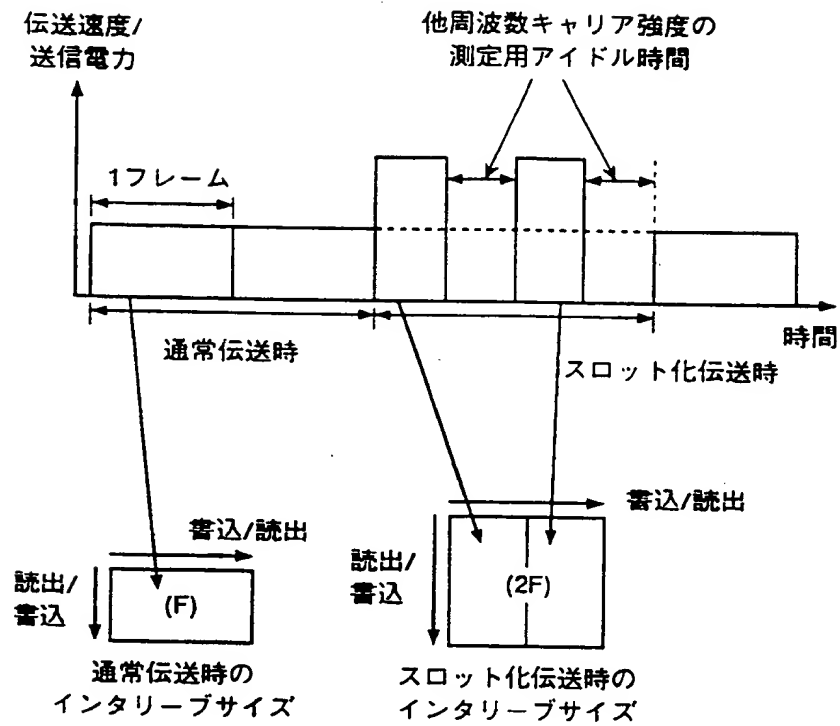 伝送速度/
送信電力
他周波数キャリア強度の
測定用アイドル時間
1フレーム
時間
通常伝送時
スロット化伝送時
書込/読出
読出/
書込
(F)
通常伝送時の
インタリーブサイズ
書込/読出
読出/
書込
(2F)
スロット化伝送時の
インタリーブサイズ